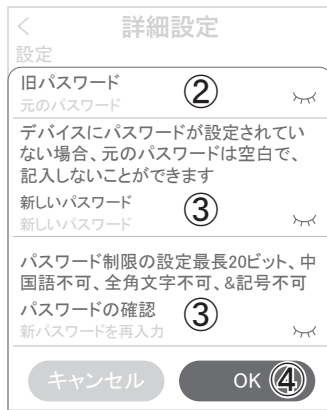 < 詳細設定
設定
旧パスワード
元のパスワード
②
デバイスにパスワードが設定されてい
ない場合、元のパスワードは空白で、
記入しないことができます
新しいパスワード
新しいパスワード
③
パスワード制限の設定最長20ビット、中
国語不可、全角文字不可、&記号不可
パスワードの確認
新パスワードを再入力
③
キャンセル
OK ④